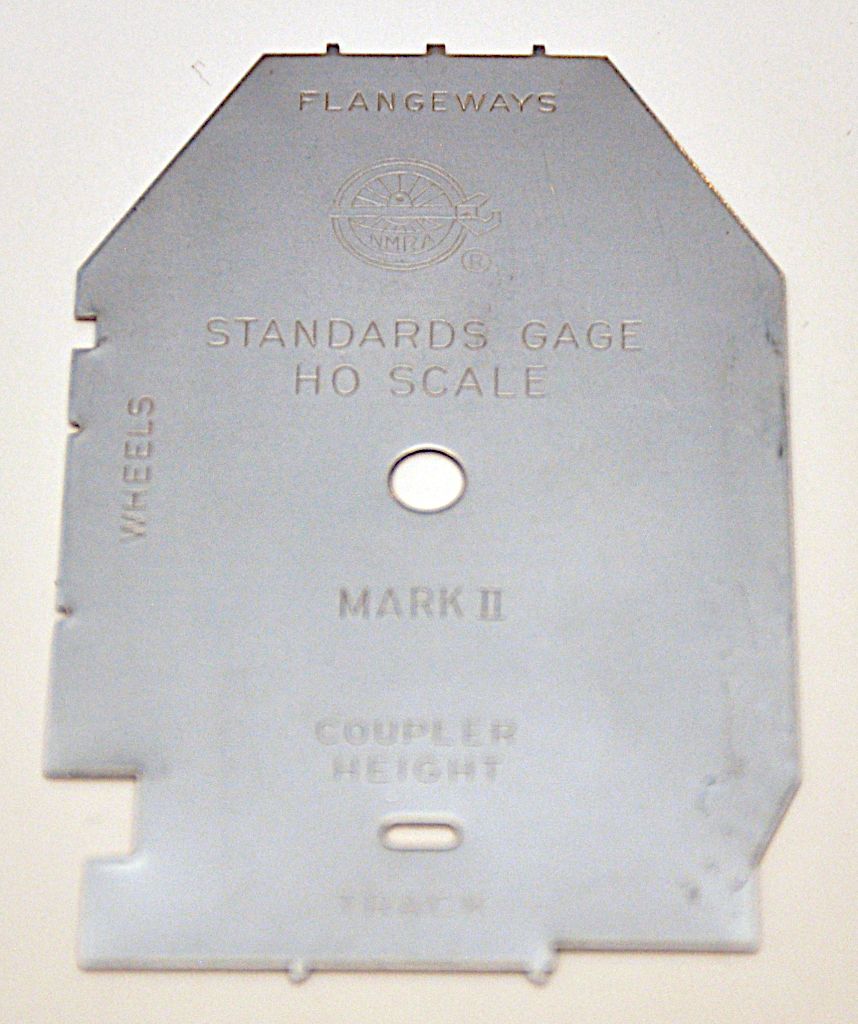 FLANGEWAYS
NMRA
®
STANDARDS GAGE
HO SCALE
WHEELS
MARK II
COUPLER
HEIGHT
TRACK